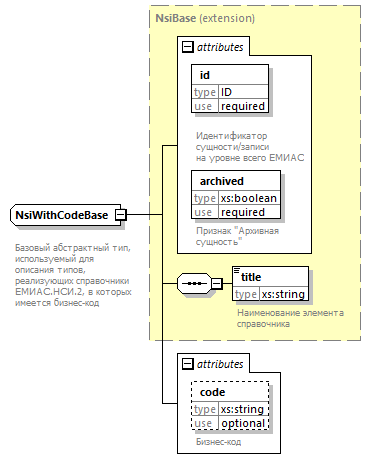 NsiBase (extension)
attributes
id
type ID
use required
Идентификатор
сущности/записи
на уровне всего ЕМИАС
archived
type xs:boolean
use required
Признак "Архивная
сущность"
NsiWithCodeBase
Базовый абстрактный тип,
используемый для
описания типов,
реализующих справочники
ЕМИАС.НСИ.2, в которых
имеется бизнес-код
title
type xs:string
Наименование элемента
справочника
attributes
code
type xs:string
use optional
Бизнес-код